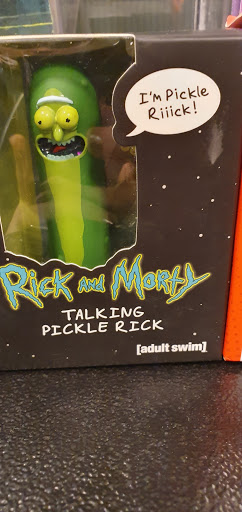 I'm Pickle
Riiick!
Rick and Morty
TALKING
PICKLE RICK
[adult swim]